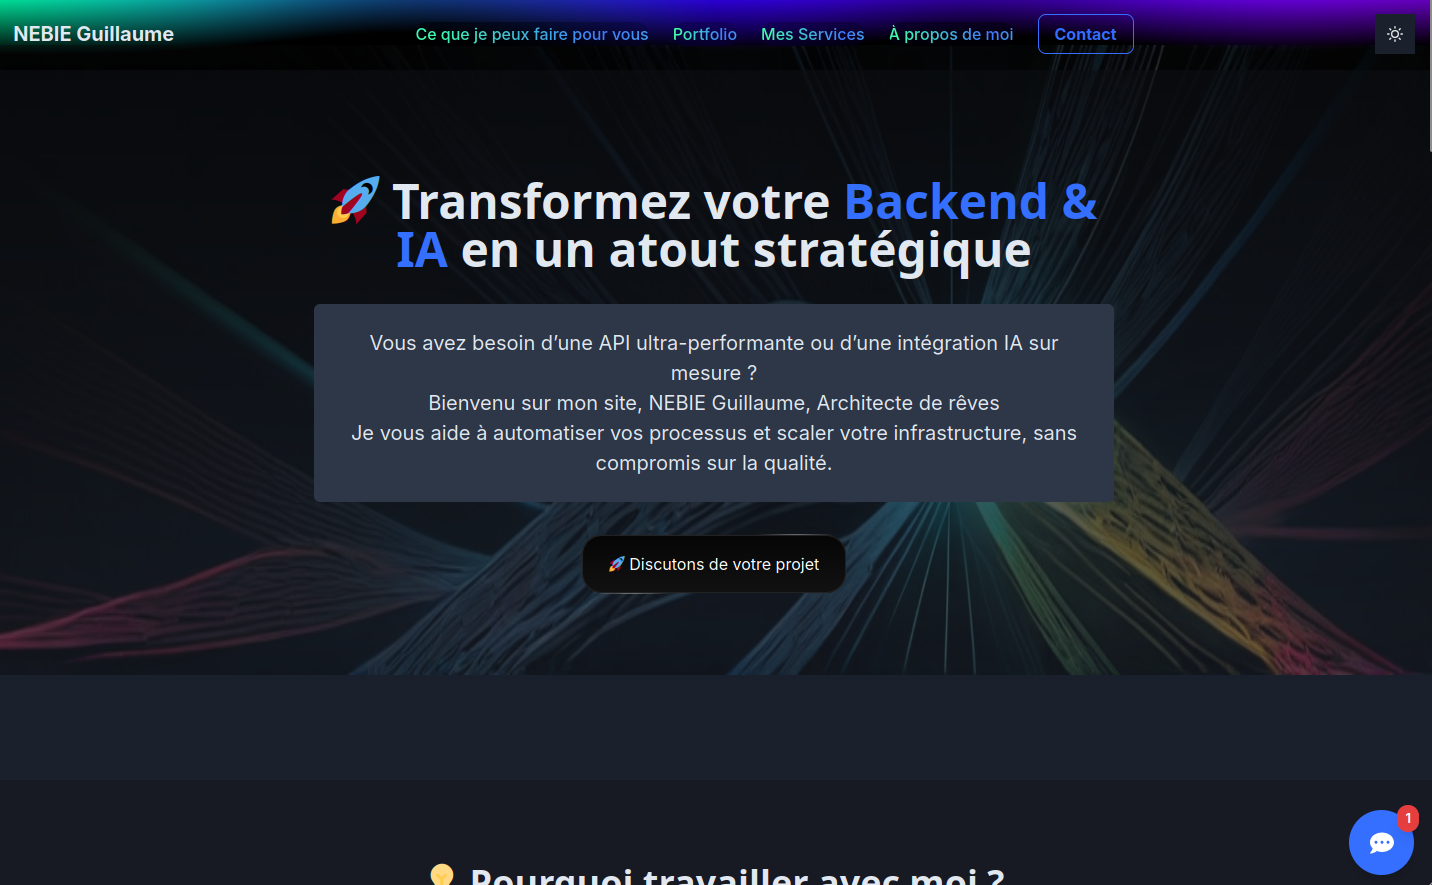 NEBIE Guillaume
Ce que je peux faire pour vous
Portfolio
Mes Services
À propos de moi
Contact
🚀 Transformez votre Backend &
IA en un atout stratégique
Vous avez besoin d’une API ultra-performante ou d’une intégration IA sur
mesure ?
Bienvenu sur mon site, NEBIE Guillaume, Architecte de rêves
Je vous aide à automatiser vos processus et scaler votre infrastructure, sans
compromis sur la qualité.
🚀 Discutons de votre projet
1
💡 Pourquoi travailler avec moi ?